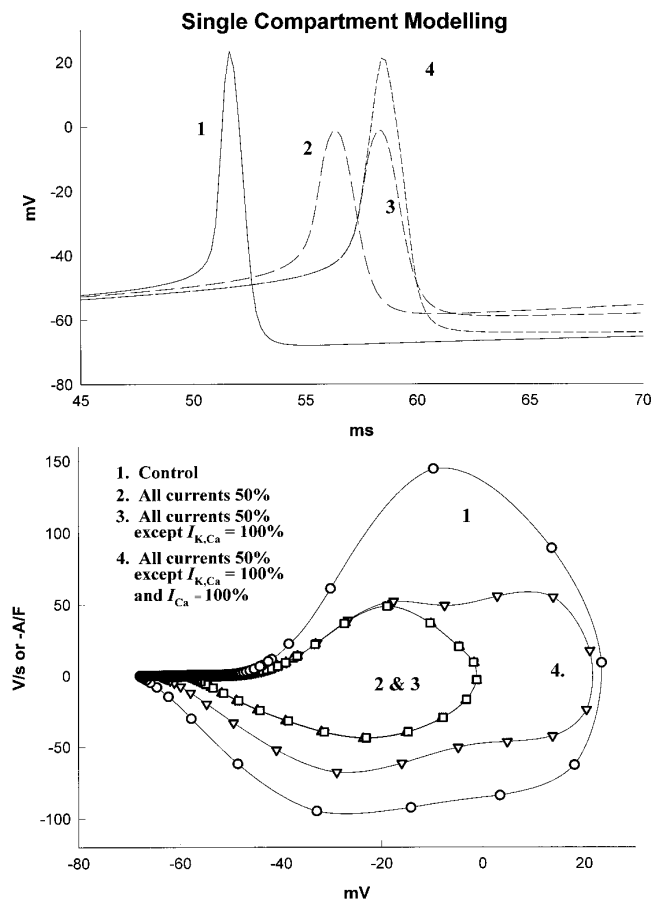 Single Compartment Modelling
20
0
-20
-40
-60
-80
mV
1
2
3
4
45
50
55
60
65
70
ms
150
100
50
0
-50
-100
V/s or -A/F
1. Control
2. All currents 50%
3. All currents 50%
except I_K,Ca = 100%
4. All currents 50%
except I_K,Ca = 100%
and I_Ca = 100%
1
2 & 3
4.
-80
-60
-40
-20
0
20
mV